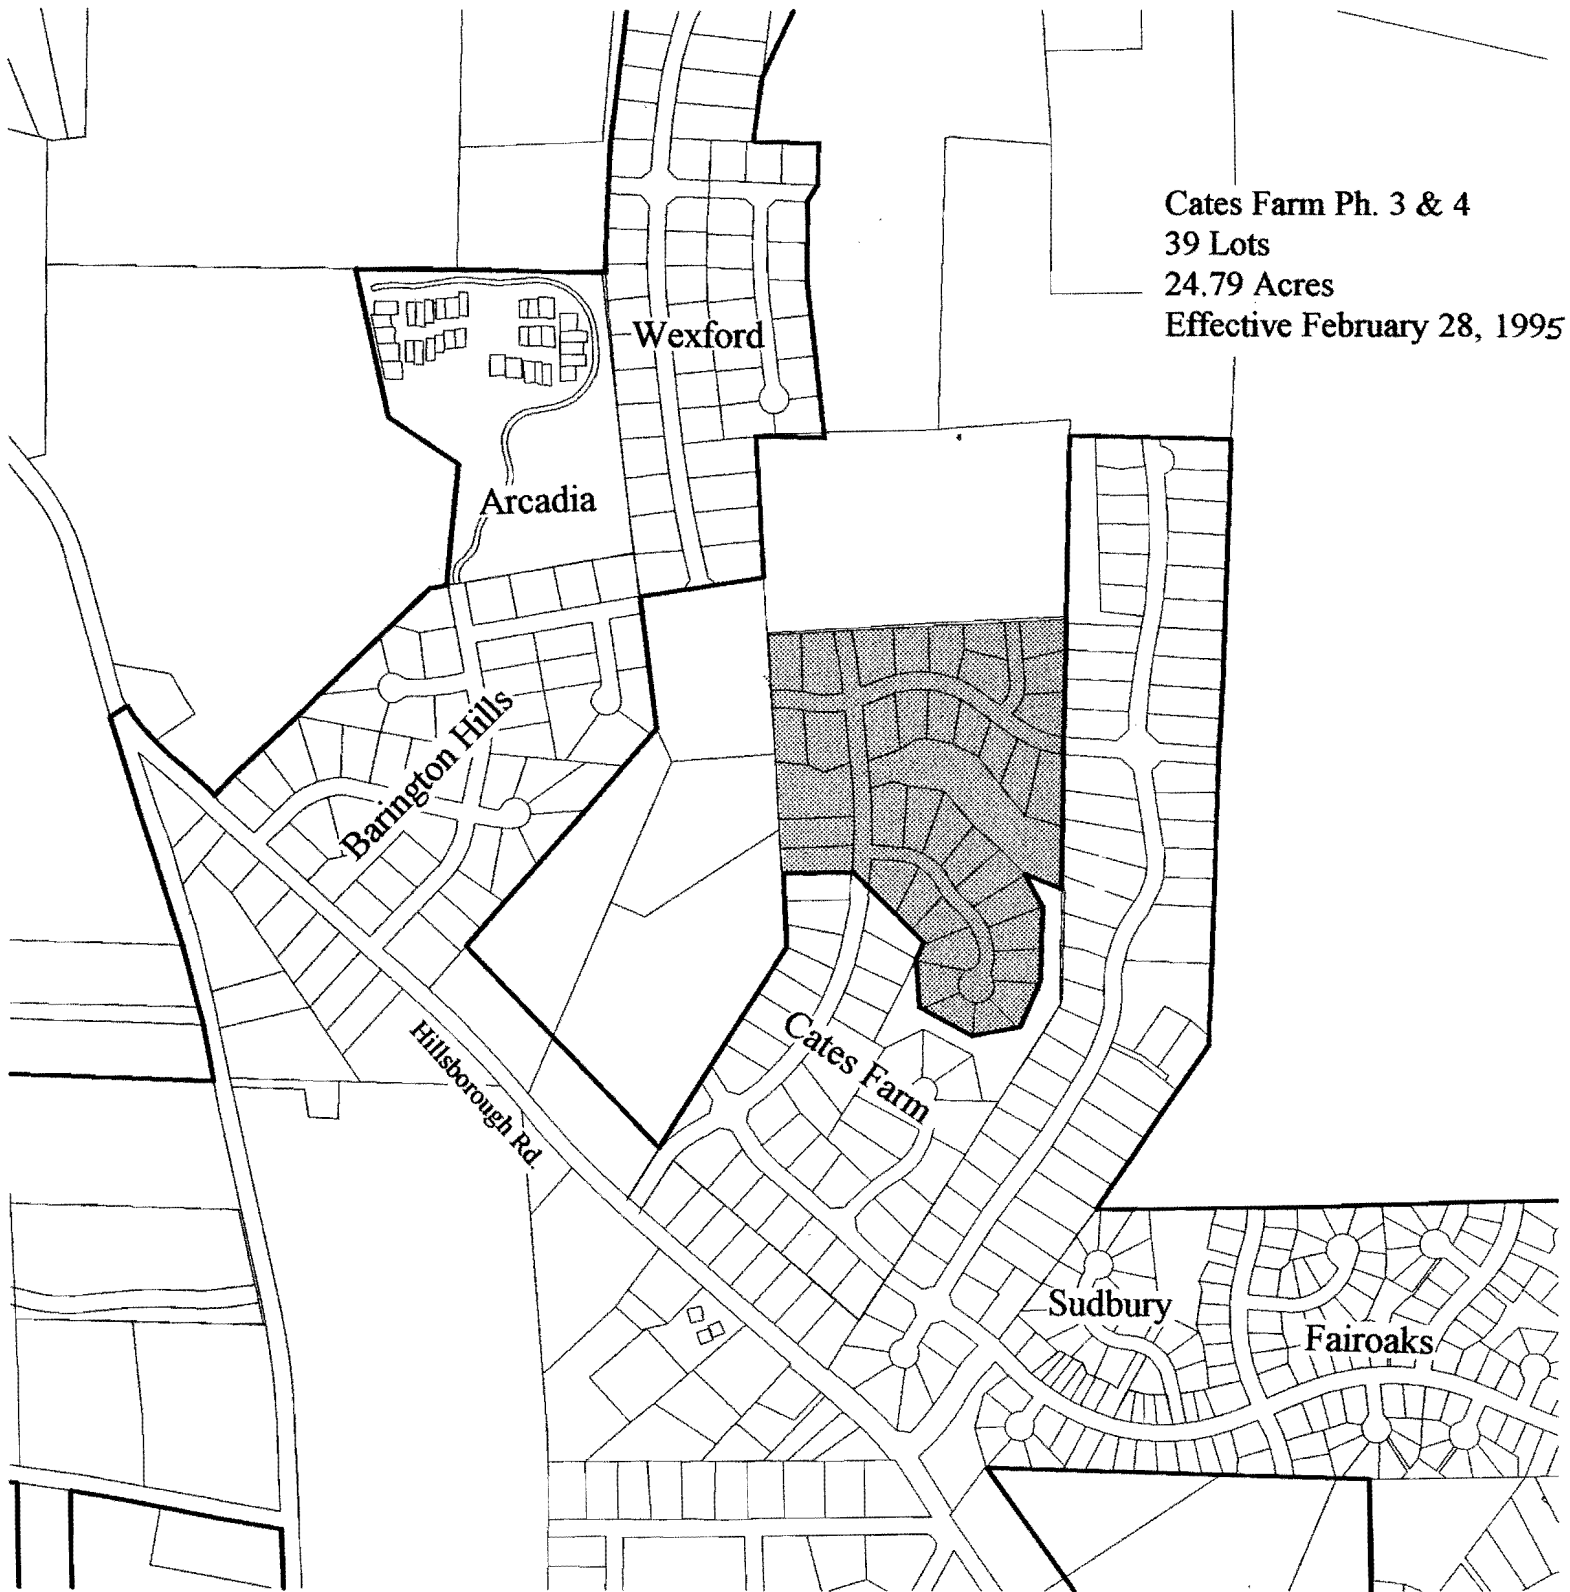 Cates Farm Ph. 3 & 4
39 Lots
24.79 Acres
Effective February 28, 1995
Wexford
Arcadia
Barington Hills
Hillsborough Rd.
Cates Farm
Sudbury
Fairoaks